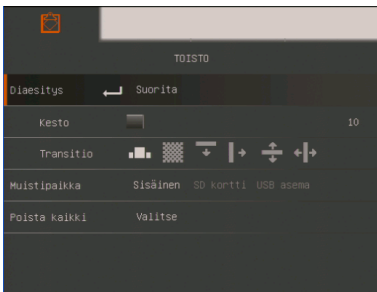 TOISTO
Diaesitys Suorita
Kesto 10
Transitio
Muistipaikka Sisäinen SD kortti USB asema
Poista kaikki Valitse